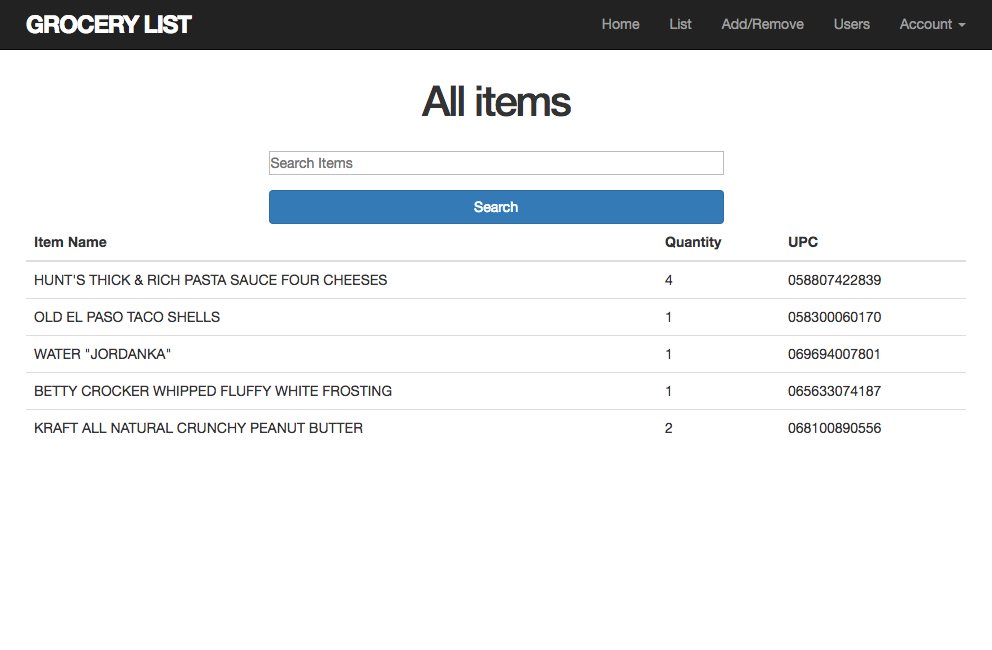 GROCERY LIST Home List Add/Remove Users Account
All items
Search Items
Search
Item Name Quantity UPC
HUNT'S THICK & RICH PASTA SAUCE FOUR CHEESES 4 058807422839
OLD EL PASO TACO SHELLS 1 058300060170
WATER "JORDANKA" 1 069694007801
BETTY CROCKER WHIPPED FLUFFY WHITE FROSTING 1 065633074187
KRAFT ALL NATURAL CRUNCHY PEANUT BUTTER 2 068100890556